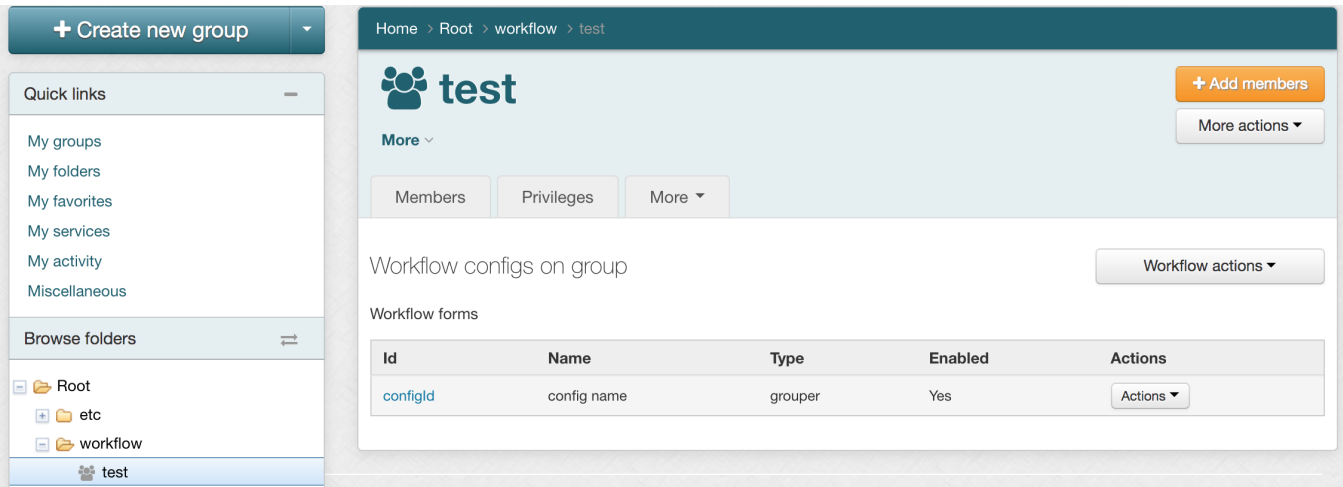 + Create new group
Quick links
My groups
My folders
My favorites
My services
My activity
Miscellaneous
Browse folders
Root
etc
workflow
test
Home > Root > workflow > test
test
+ Add members
More
More actions
Members Privileges More
Workflow configs on group
Workflow actions
Workflow forms
Id Name Type Enabled Actions
configId config name grouper Yes Actions